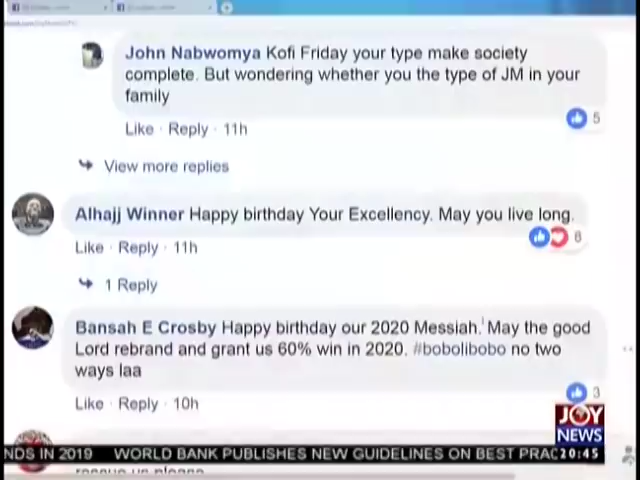 John Nabwomya Kofi Friday your type make society
complete. But wondering whether you the type of JM in your
family
5
Like · Reply · 11h
View more replies
Alhajj Winner Happy birthday Your Excellency. May you live long.
6
Like · Reply · 11h
1 Reply
Bansah E Crosby Happy birthday our 2020 Messiah. May the good
Lord rebrand and grant us 60% win in 2020. #bobolibobo no two
ways laa
3
Like · Reply · 10h
JOY
NEWS
NDS IN 2019 WORLD BANK PUBLISHES NEW GUIDELINES ON BEST PRAC 20:45